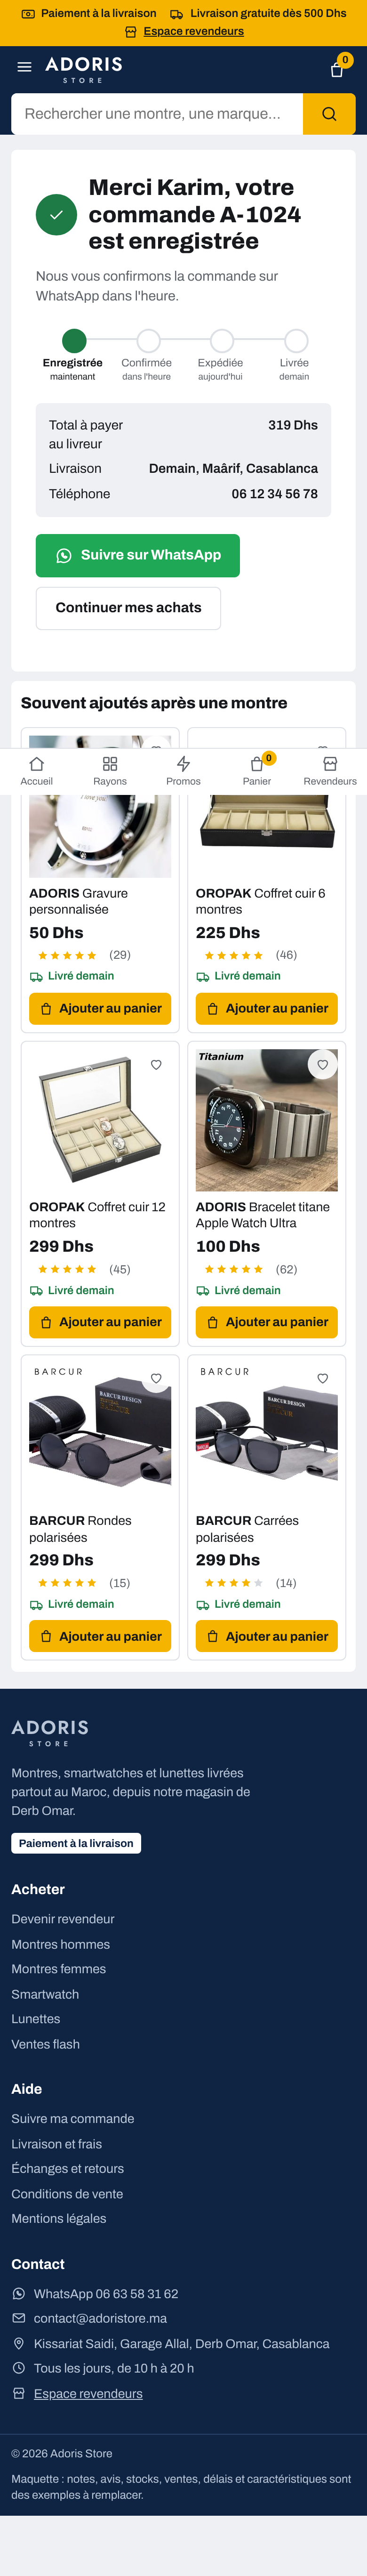 Paiement à la livraison Livraison gratuite dès 500 Dhs
Espace revendeurs
ADORIS
STORE
0
Rechercher une montre, une marque...
Merci Karim, votre
commande A-1024
est enregistrée
Nous vous confirmons la commande sur
WhatsApp dans l'heure.
Enregistrée Confirmée Expédiée Livrée
maintenant dans l'heure aujourd'hui demain
Total à payer 319 Dhs
au livreur
Livraison Demain, Maârif, Casablanca
Téléphone 06 12 34 56 78
Suivre sur WhatsApp
Continuer mes achats
Souvent ajoutés après une montre
0
Accueil Rayons Promos Panier Revendeurs
ADORIS Gravure
personnalisée
50 Dhs
(29)
Livré demain
Ajouter au panier
OROPAK Coffret cuir 6
montres
225 Dhs
(46)
Livré demain
Ajouter au panier
OROPAK Coffret cuir 12
montres
299 Dhs
(45)
Livré demain
Ajouter au panier
Titanium
ADORIS Bracelet titane
Apple Watch Ultra
100 Dhs
(62)
Livré demain
Ajouter au panier
BARCUR
BARCUR DESIGN
BARCUR Rondes
polarisées
299 Dhs
(15)
Livré demain
Ajouter au panier
BARCUR
BARCUR DESIGN
BARCUR Carrées
polarisées
299 Dhs
(14)
Livré demain
Ajouter au panier
ADORIS
STORE
Montres, smartwatches et lunettes livrées
partout au Maroc, depuis notre magasin de
Derb Omar.
Paiement à la livraison
Acheter
Devenir revendeur
Montres hommes
Montres femmes
Smartwatch
Lunettes
Ventes flash
Aide
Suivre ma commande
Livraison et frais
Échanges et retours
Conditions de vente
Mentions légales
Contact
WhatsApp 06 63 58 31 62
contact@adoristore.ma
Kissariat Saidi, Garage Allal, Derb Omar, Casablanca
Tous les jours, de 10 h à 20 h
Espace revendeurs
© 2026 Adoris Store
Maquette : notes, avis, stocks, ventes, délais et caractéristiques sont
des exemples à remplacer.